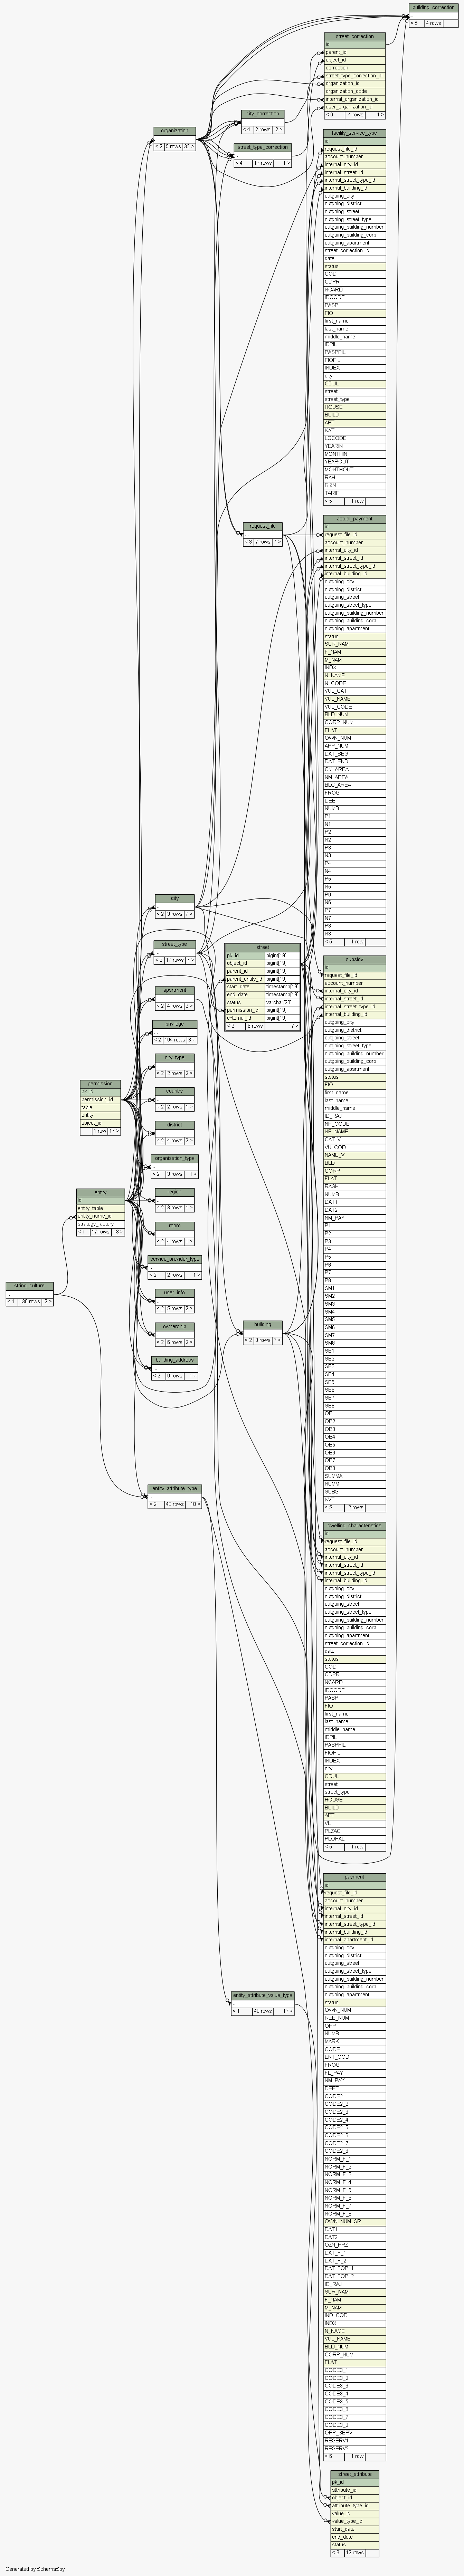 building_correction
< 5 4 rows
street_correction
id
parent_id
object_id
correction
street_type_correction_id
organization_id
organization_code
internal_organization_id
user_organization_id
< 6 4 rows 1 >
city_correction
< 4 2 rows 2 >
organization
< 2 5 rows 32 >
street_type_correction
< 4 17 rows 1 >
facility_service_type
id
request_file_id
account_number
internal_city_id
internal_street_id
internal_street_type_id
internal_building_id
outgoing_city
outgoing_district
outgoing_street
outgoing_street_type
outgoing_building_number
outgoing_building_corp
outgoing_apartment
street_correction_id
date
status
COD
CDPR
NCARD
IDCODE
PASP
FIO
first_name
last_name
middle_name
IDPIL
PASPPIL
FIOPIL
INDEX
city
CDUL
street
street_type
HOUSE
BUILD
APT
KAT
LGCODE
YEARIN
MONTHIN
YEAROUT
MONTHOUT
RAH
RIZN
TARIF
< 5 1 row
request_file
< 3 7 rows 7 >
actual_payment
id
request_file_id
account_number
internal_city_id
internal_street_id
internal_street_type_id
internal_building_id
outgoing_city
outgoing_district
outgoing_street
outgoing_street_type
outgoing_building_number
outgoing_building_corp
outgoing_apartment
status
SUR_NAM
F_NAM
M_NAM
INDX
N_NAME
N_CODE
VUL_CAT
VUL_NAME
VUL_CODE
BLD_NUM
CORP_NUM
FLAT
OWN_NUM
APP_NUM
DAT_BEG
DAT_END
CM_AREA
NM_AREA
BLC_AREA
FROG
DEBT
NUMB
P1
N1
P2
N2
P3
N3
P4
N4
P5
N5
P6
N6
P7
N7
P8
N8
< 5 1 row
city
< 2 3 rows 7 >
street_type
< 2 17 rows 7 >
street
pk_id bigint[19]
object_id bigint[19]
parent_id bigint[19]
parent_entity_id bigint[19]
start_date timestamp[19]
end_date timestamp[19]
status varchar[20]
permission_id bigint[19]
external_id bigint[19]
< 2 6 rows 7 >
apartment
< 2 4 rows 2 >
privilege
< 2 104 rows 3 >
city_type
< 2 2 rows 2 >
country
< 2 2 rows 1 >
district
< 2 4 rows 2 >
organization_type
< 2 3 rows 1 >
region
< 2 3 rows 1 >
room
< 2 4 rows 1 >
service_provider_type
< 2 2 rows 1 >
user_info
< 2 5 rows 2 >
ownership
< 2 6 rows 2 >
building_address
< 2 9 rows 1 >
permission
pk_id
permission_id
table
entity
object_id
1 row 17 >
entity
id
entity_table
entity_name_id
strategy_factory
< 1 17 rows 18 >
string_culture
< 1 130 rows 2 >
building
< 2 9 rows 7 >
entity_attribute_type
< 2 48 rows 18 >
subsidy
id
request_file_id
account_number
internal_city_id
internal_street_id
internal_street_type_id
internal_building_id
outgoing_city
outgoing_district
outgoing_street
outgoing_street_type
outgoing_building_number
outgoing_building_corp
outgoing_apartment
status
FIO
first_name
last_name
middle_name
ID_RAJ
NP_CODE
NP_NAME
CAT_V
VULCOD
NAME_V
BLD
CORP
FLAT
RASH
NUMB
DAT1
DAT2
NM_PAY
P1
P2
P3
P4
P5
P6
P7
P8
SM1
SM2
SM3
SM4
SM5
SM6
SM7
SM8
SB1
SB2
SB3
SB4
SB5
SB6
SB7
SB8
OB1
OB2
OB3
OB4
OB5
OB6
OB7
OB8
SUMMA
NUMM
SUBS
KVT
< 5 2 rows
dwelling_characteristics
id
request_file_id
account_number
internal_city_id
internal_street_id
internal_street_type_id
internal_building_id
outgoing_city
outgoing_district
outgoing_street
outgoing_street_type
outgoing_building_number
outgoing_building_corp
outgoing_apartment
street_correction_id
date
status
COD
CDPR
NCARD
IDCODE
PASP
FIO
first_name
last_name
middle_name
IDPIL
PASPPIL
FIOPIL
INDEX
city
CDUL
street
street_type
HOUSE
BUILD
APT
VL
PLZAG
PLOPAL
< 5 1 row
entity_attribute_value_type
< 1 48 rows 17 >
payment
id
request_file_id
account_number
internal_city_id
internal_street_id
internal_street_type_id
internal_building_id
internal_apartment_id
outgoing_city
outgoing_district
outgoing_street
outgoing_street_type
outgoing_building_number
outgoing_building_corp
outgoing_apartment
status
OWN_NUM
REE_NUM
OPP
NUMB
MARK
CODE
ENT_COD
FROG
FL_PAY
NM_PAY
DEBT
CODE2_1
CODE2_2
CODE2_3
CODE2_4
CODE2_5
CODE2_6
CODE2_7
CODE2_8
NORM_F_1
NORM_F_2
NORM_F_3
NORM_F_4
NORM_F_5
NORM_F_6
NORM_F_7
NORM_F_8
OWN_NUM_SR
DAT1
DAT2
OZN_PRZ
DAT_F_1
DAT_F_2
DAT_FOP_1
DAT_FOP_2
ID_RAJ
SUR_NAM
F_NAM
M_NAM
IND_COD
INDX
N_NAME
VUL_NAME
BLD_NUM
CORP_NUM
FLAT
CODE3_1
CODE3_2
CODE3_3
CODE3_4
CODE3_5
CODE3_6
CODE3_7
CODE3_8
OPP_SERV
RESERV1
RESERV2
< 6 1 row
street_attribute
pk_id
attribute_id
object_id
attribute_type_id
value_id
value_type_id
start_date
end_date
status
< 3 12 rows
Generated by SchemaSpy